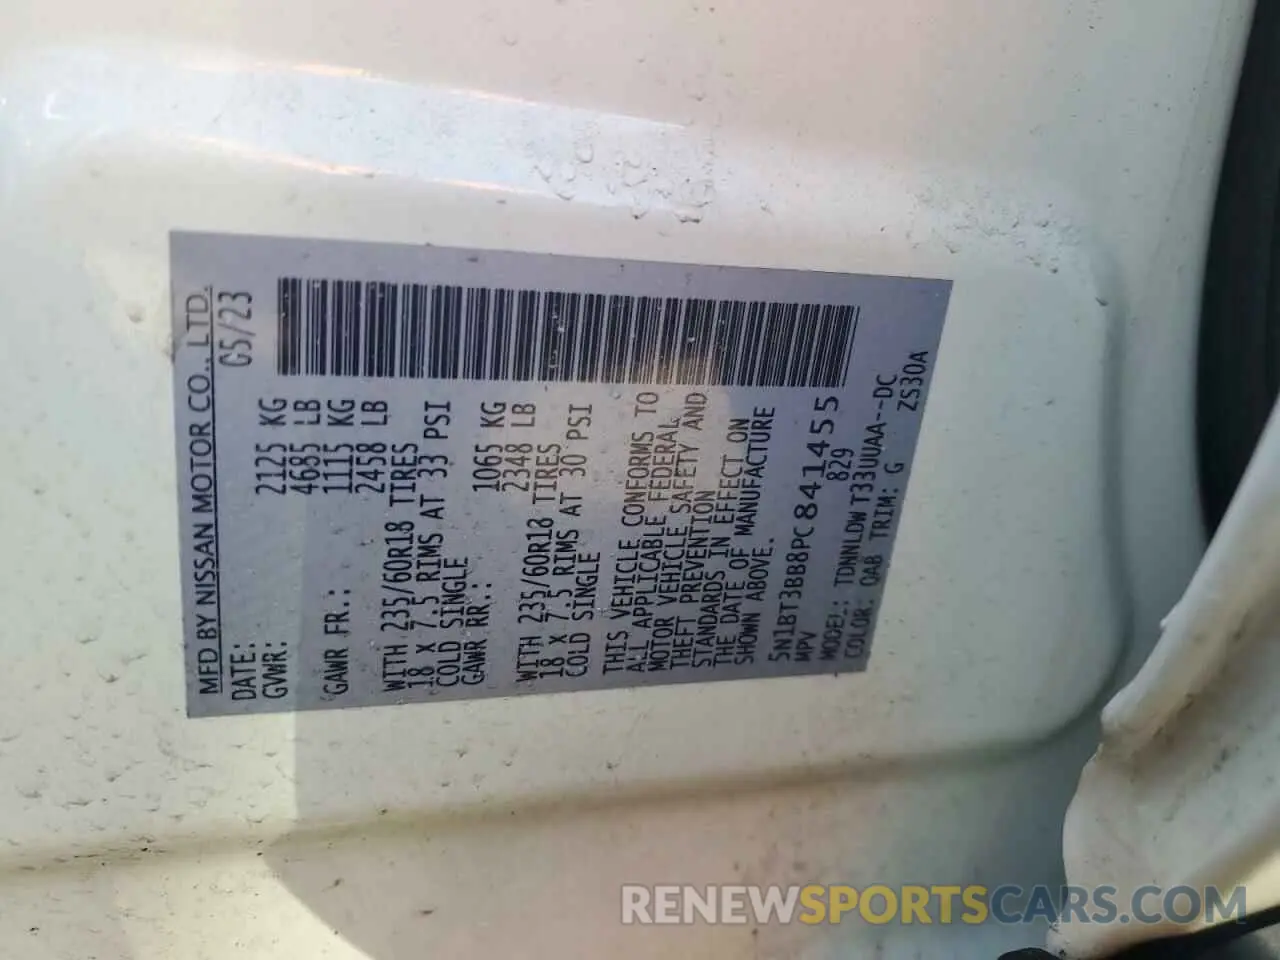 MFD BY NISSAN MOTOR CO., LTD.
DATE: 05/23
GVWR: 2125 KG
4685 LB
GAWR FR.: 1115 KG
2458 LB
WITH 235/60R18 TIRES
18 X 7.5 RIMS AT 33 PSI
COLD SINGLE
GAWR RR.: 1065 KG
2348 LB
WITH 235/60R18 TIRES
18 X 7.5 RIMS AT 30 PSI
COLD SINGLE
THIS VEHICLE CONFORMS TO
ALL APPLICABLE FEDERAL
MOTOR VEHICLE SAFETY AND
THEFT PREVENTION
STANDARDS IN EFFECT ON
THE DATE OF MANUFACTURE
SHOWN ABOVE.
5N1BT3BB8PC841455
MPV 829
MODEL: TDNNLDWT33UUAA--DC
COLOR: QAB TRIM: G ZS30A
RENEWSPORTSCARS.COM